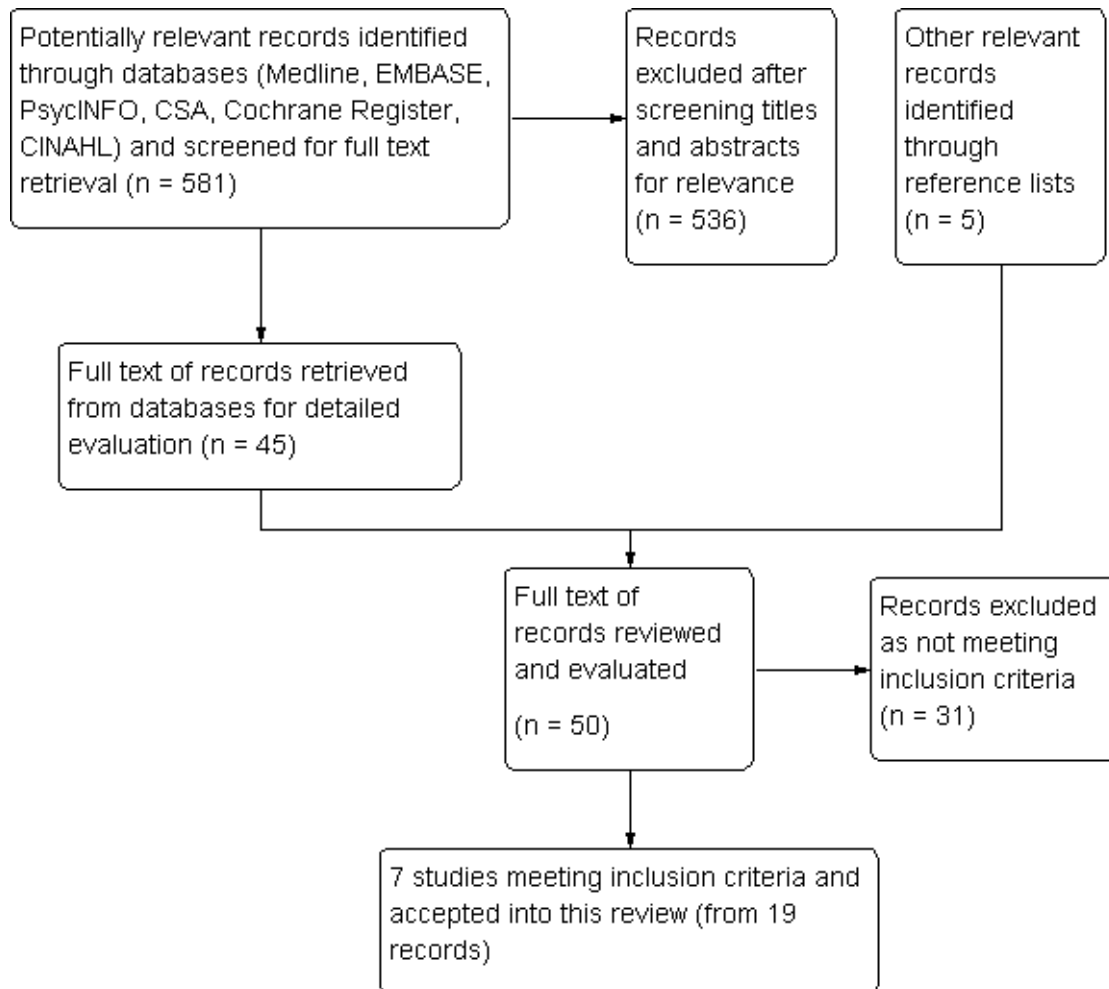 Potentially relevant records identified
through databases (Medline, EMBASE,
PsycINFO, CSA, Cochrane Register,
CINAHL) and screened for full text
retrieval (n = 581)
Records
excluded after
screening titles
and abstracts
for relevance
(n = 536)
Other relevant
records
identified
through
reference lists
(n = 5)
Full text of records retrieved
from databases for detailed
evaluation (n = 45)
Full text of
records reviewed
and evaluated
(n = 50)
Records excluded
as not meeting
inclusion criteria
(n = 31)
7 studies meeting inclusion criteria and
accepted into this review (from 19
records)